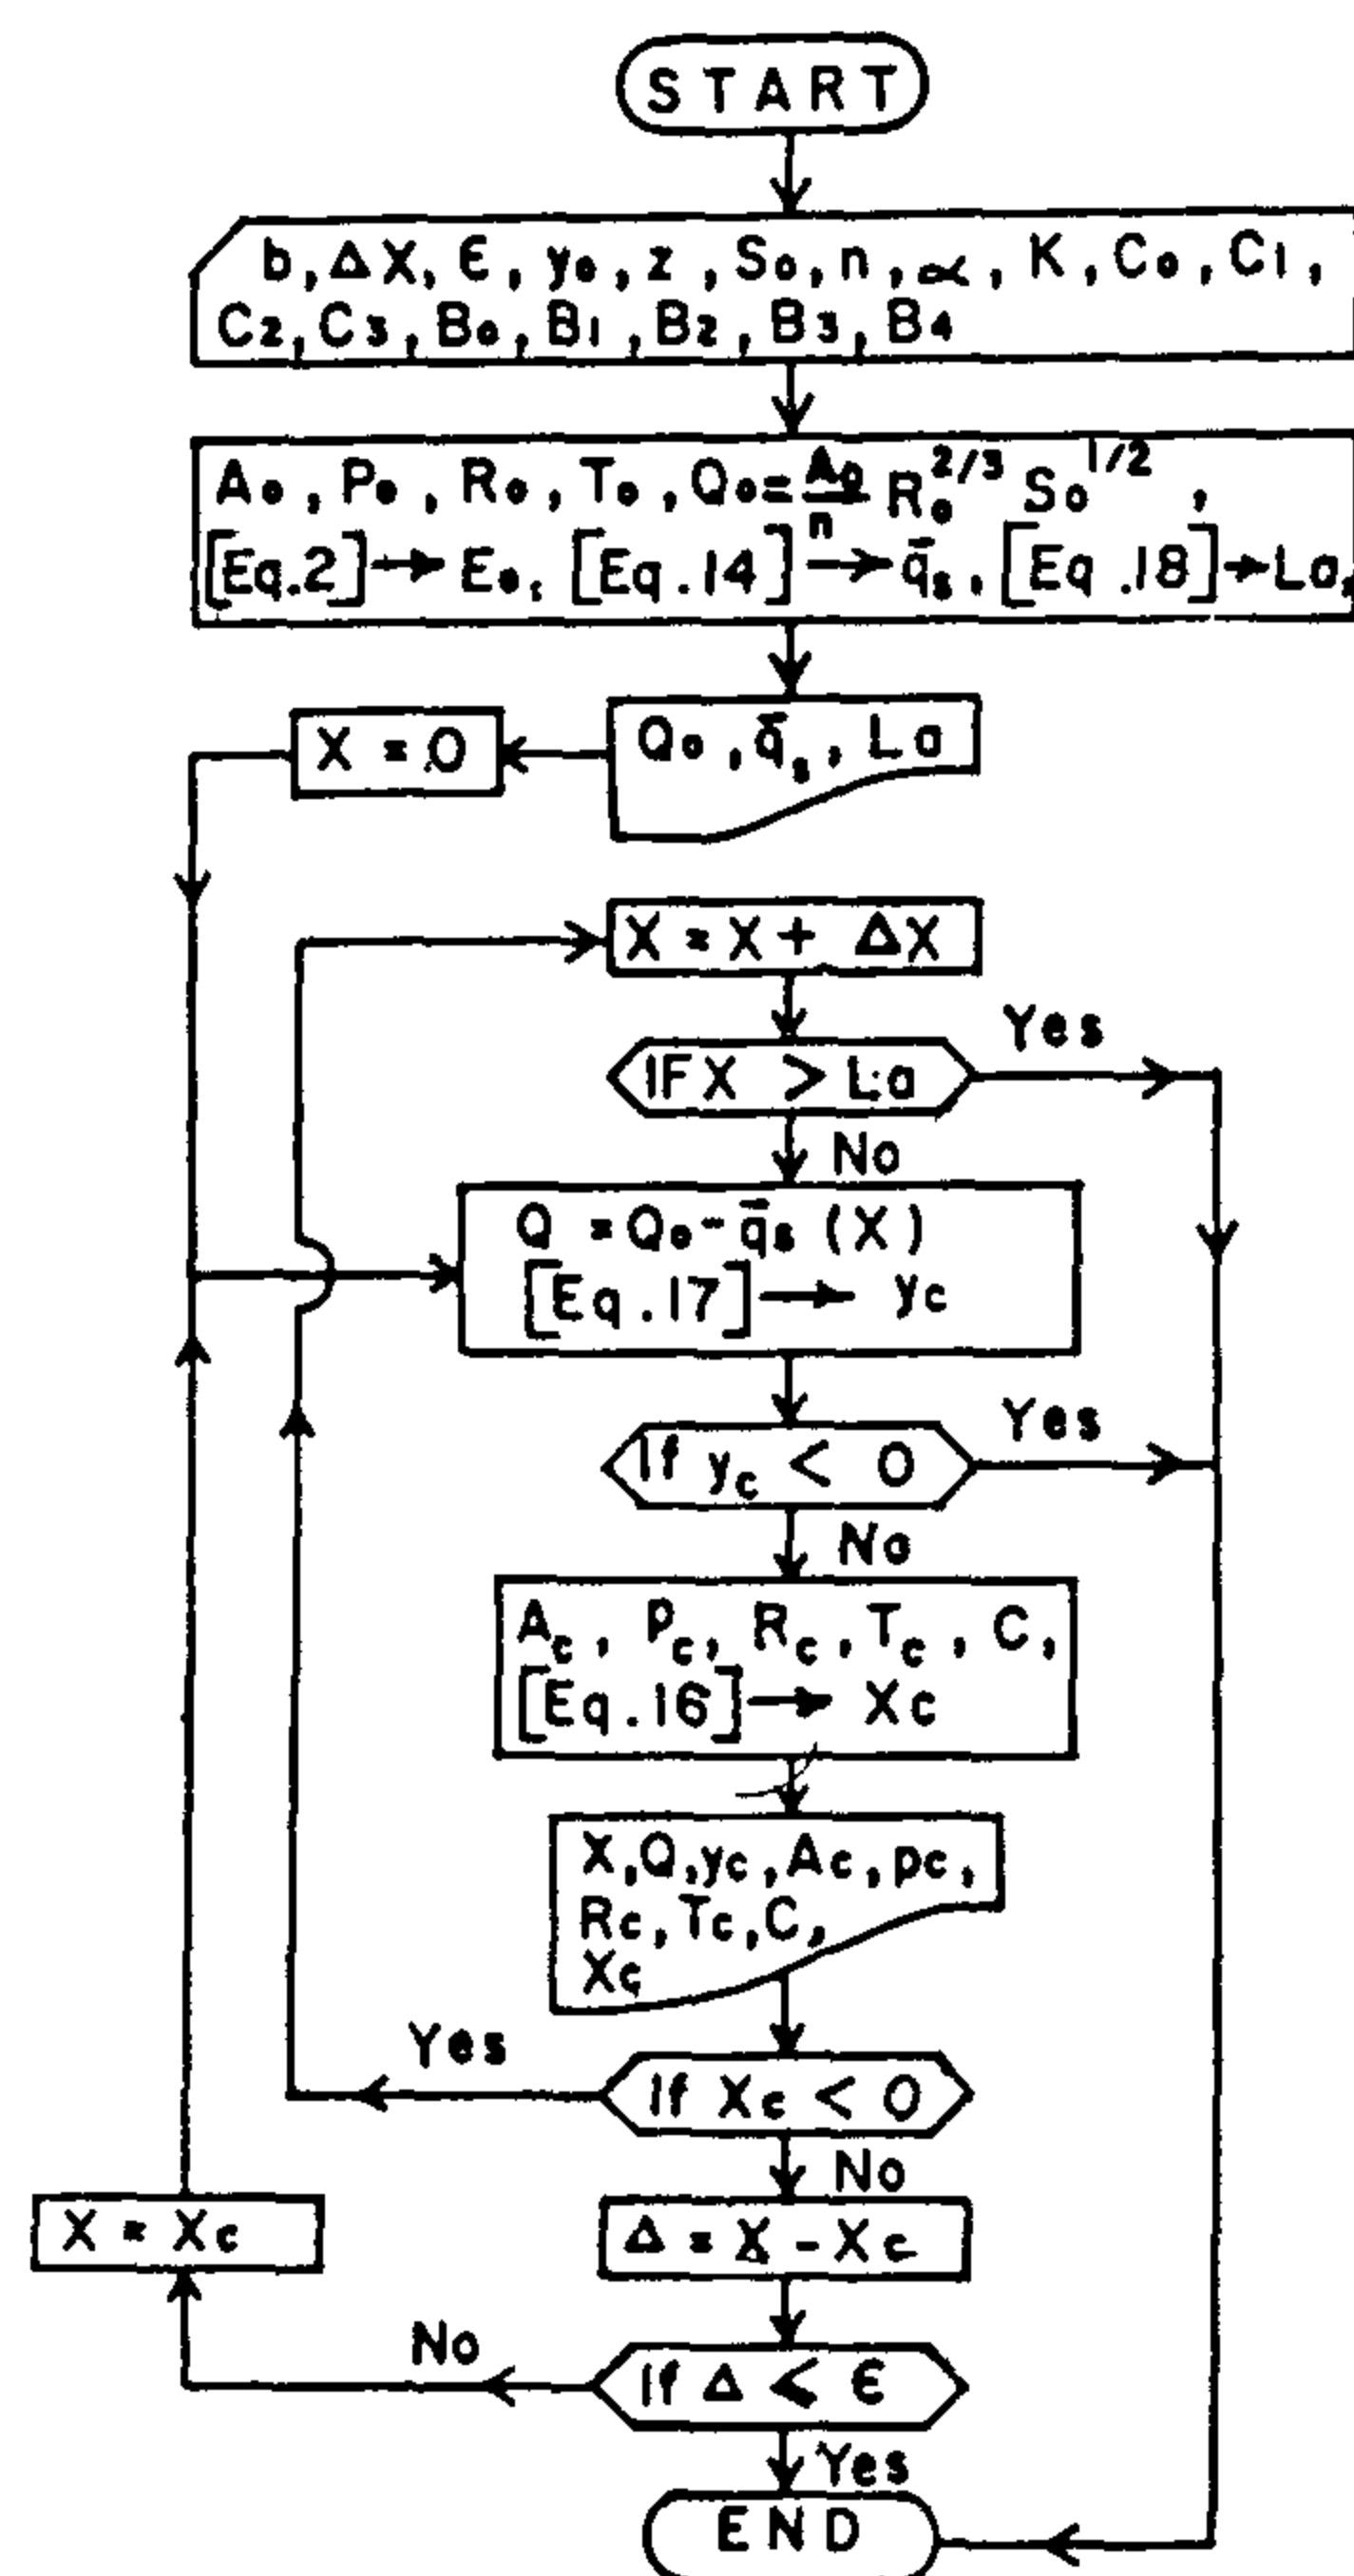 START
b, ΔX, ϵ, y₀, z, S₀, n, α, K, C₀, C₁,
C₂, C₃, B₀, B₁, B₂, B₃, B₄
A₀, P₀, R₀, T₀, Q₀ = A₀/n R₀^2/3 S₀^1/2,
[Eq.2] → E₀, [Eq.14] → q̄ₛ, [Eq.18] → La,
Q₀, q̄ₛ, La
X = 0
X = X + ΔX
IF X > La
Yes
No
Q = Q₀ - q̄ₛ (X)
[Eq.17] → yc
If yc < 0
Yes
No
Ac, Pc, Rc, Tc, C,
[Eq.16] → Xc
X, Q, yc, Ac, pc,
Rc, Tc, C,
Xc
If Xc < 0
Yes
No
Δ = X - Xc
X = Xc
If Δ < ϵ
No
Yes
END